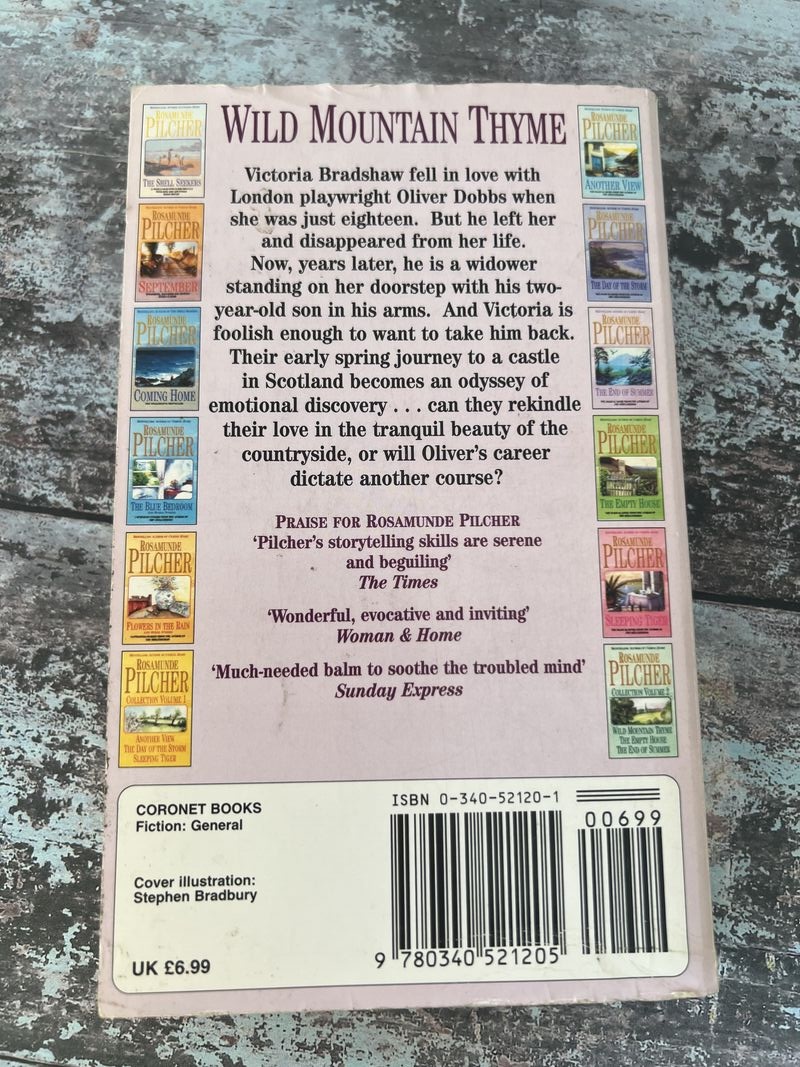 WILD MOUNTAIN THYME
Victoria Bradshaw fell in love with
London playwright Oliver Dobbs when
she was just eighteen. But he left her
and disappeared from her life.
Now, years later, he is a widower
standing on her doorstep with his two-
year-old son in his arms. And Victoria is
foolish enough to want to take him back.
Their early spring journey to a castle
in Scotland becomes an odyssey of
emotional discovery . . . can they rekindle
their love in the tranquil beauty of the
countryside, or will Oliver's career
dictate another course?
PRAISE FOR ROSAMUNDE PILCHER
'Pilcher's storytelling skills are serene
and beguiling'
The Times
'Wonderful, evocative and inviting'
Woman & Home
'Much-needed balm to soothe the troubled mind'
Sunday Express
ROSAMUNDE
PILCHER
THE SHELL SEEKERS
ROSAMUNDE
PILCHER
SEPTEMBER
ROSAMUNDE
PILCHER
COMING HOME
ROSAMUNDE
PILCHER
THE BLUE BEDROOM
ROSAMUNDE
PILCHER
FLOWERS IN THE RAIN
ROSAMUNDE
PILCHER
COLLECTION VOLUME 1
ANOTHER VIEW
THE DAY OF THE STORM
SLEEPING TIGER
ROSAMUNDE
PILCHER
ANOTHER VIEW
ROSAMUNDE
PILCHER
THE DAY OF THE STORM
ROSAMUNDE
PILCHER
THE END OF SUMMER
ROSAMUNDE
PILCHER
THE EMPTY HOUSE
ROSAMUNDE
PILCHER
SLEEPING TIGER
ROSAMUNDE
PILCHER
COLLECTION VOLUME 2
WILD MOUNTAIN THYME
THE EMPTY HOUSE
THE END OF SUMMER
CORONET BOOKS
Fiction: General
Cover illustration:
Stephen Bradbury
UK £6.99
ISBN 0-340-52120-1
00699
9 780340 521205